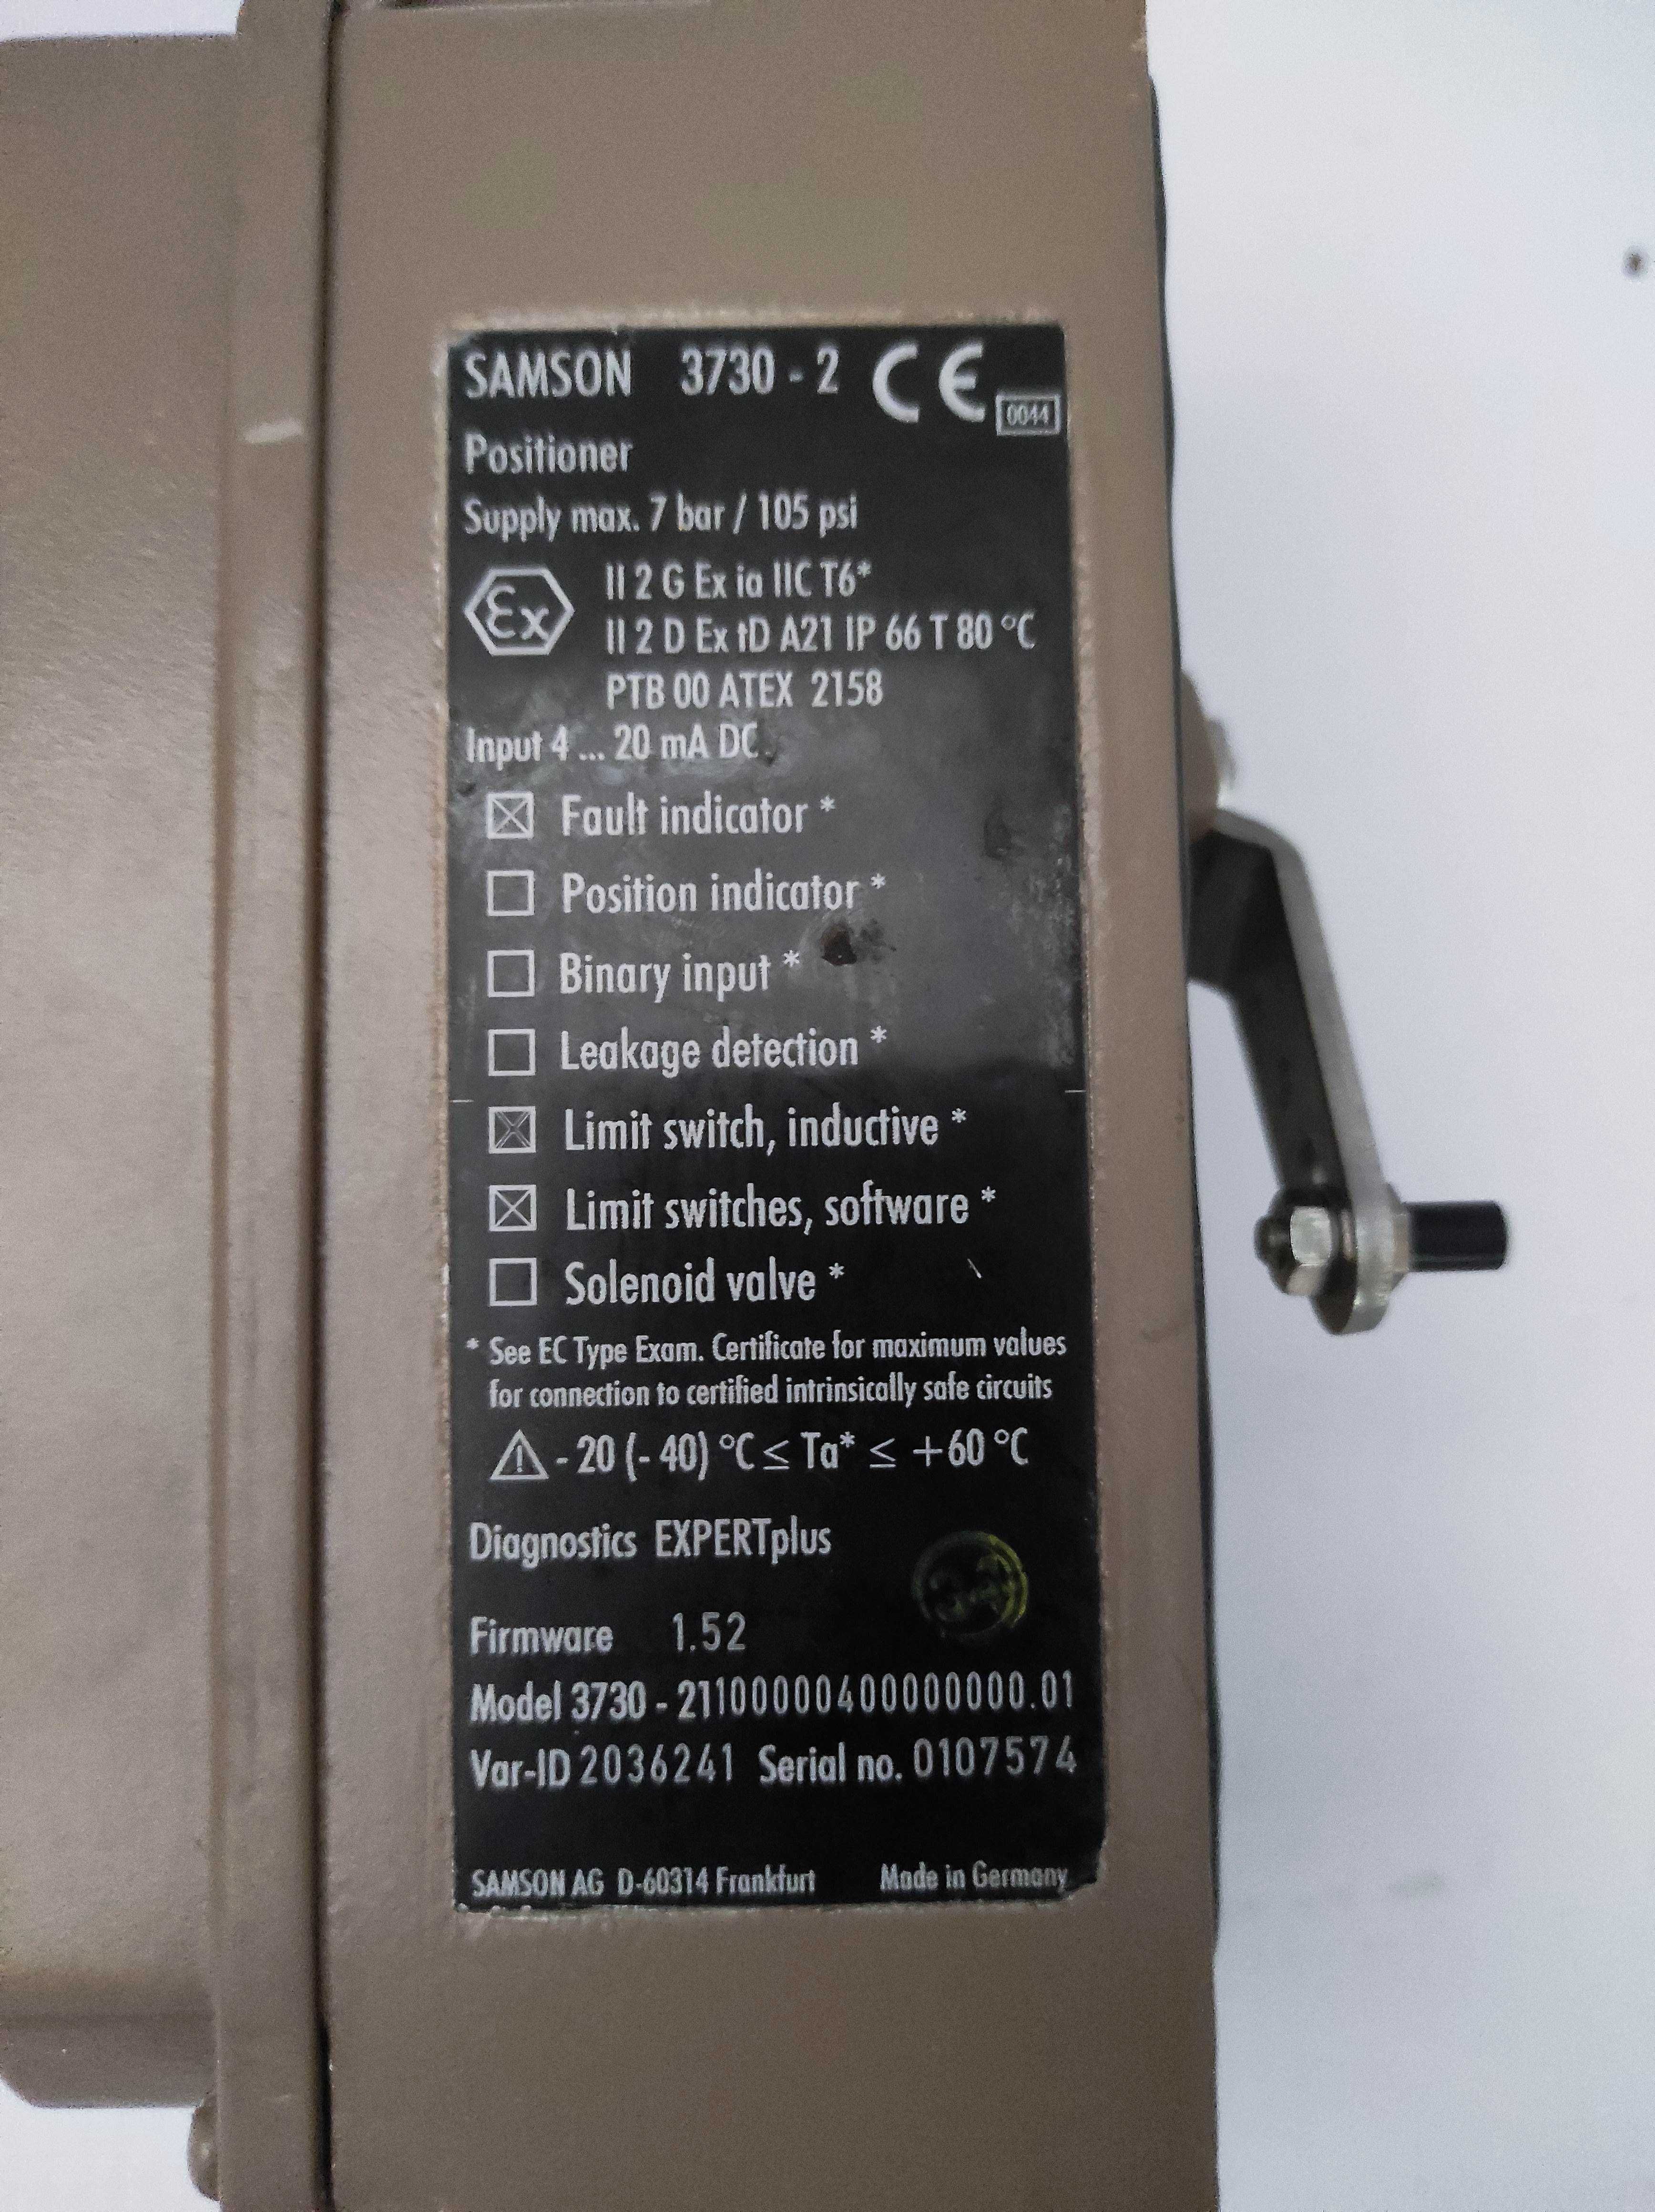 SAMSON 3730 - 2 CE 0044
Positioner
Supply max. 7 bar / 105 psi
Ex II 2 G Ex ia IIC T6*
II 2 D Ex tD A21 IP 66 T 80 °C
PTB 00 ATEX 2158
Input 4 ... 20 mA DC
☒ Fault indicator *
☐ Position indicator *
☐ Binary input *
☐ Leakage detection *
☒ Limit switch, inductive *
☒ Limit switches, software *
☐ Solenoid valve *
* See EC Type Exam. Certificate for maximum values
for connection to certified intrinsically safe circuits
⚠ - 20 (- 40) °C ≤ Ta* ≤ +60 °C
Diagnostics EXPERTplus
Firmware 1.52
Model 3730 - 21100000400000000.01
Var-ID 2036241 Serial no. 0107574
SAMSON AG D-60314 Frankfurt Made in Germany